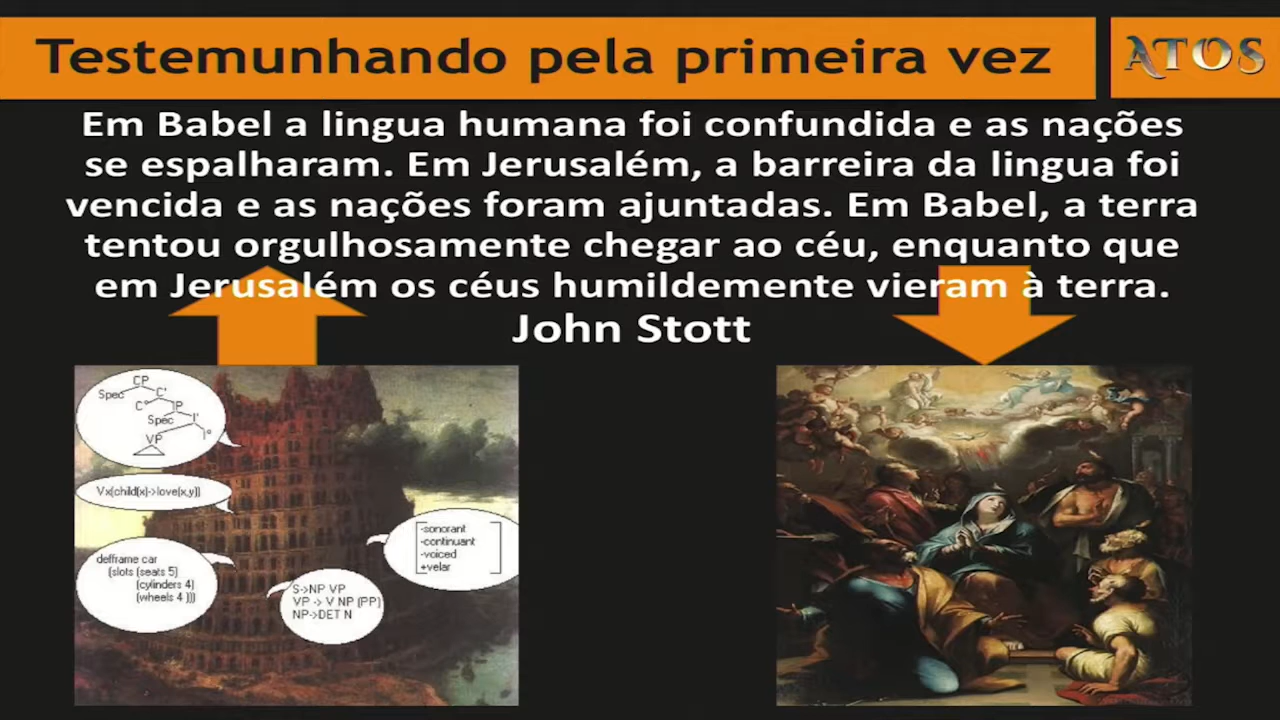 Testemunhando pela primeira vez
ATOS
Em Babel a lingua humana foi confundida e as nações
se espalharam. Em Jerusalém, a barreira da lingua foi
vencida e as nações foram ajuntadas. Em Babel, a terra
tentou orgulhosamente chegar ao céu, enquanto que
em Jerusalém os céus humildemente vieram à terra.
John Stott
CP
Spec C'
C° IP
Spec I'
I°
VP
Vx(child(x)->love(x,y))
defframe car
(slots (seats 5)
(cylinders 4)
(wheels 4 )))
S->NP VP
VP -> V NP (PP)
NP->DET N
-sonorant
-continuant
-voiced
+velar